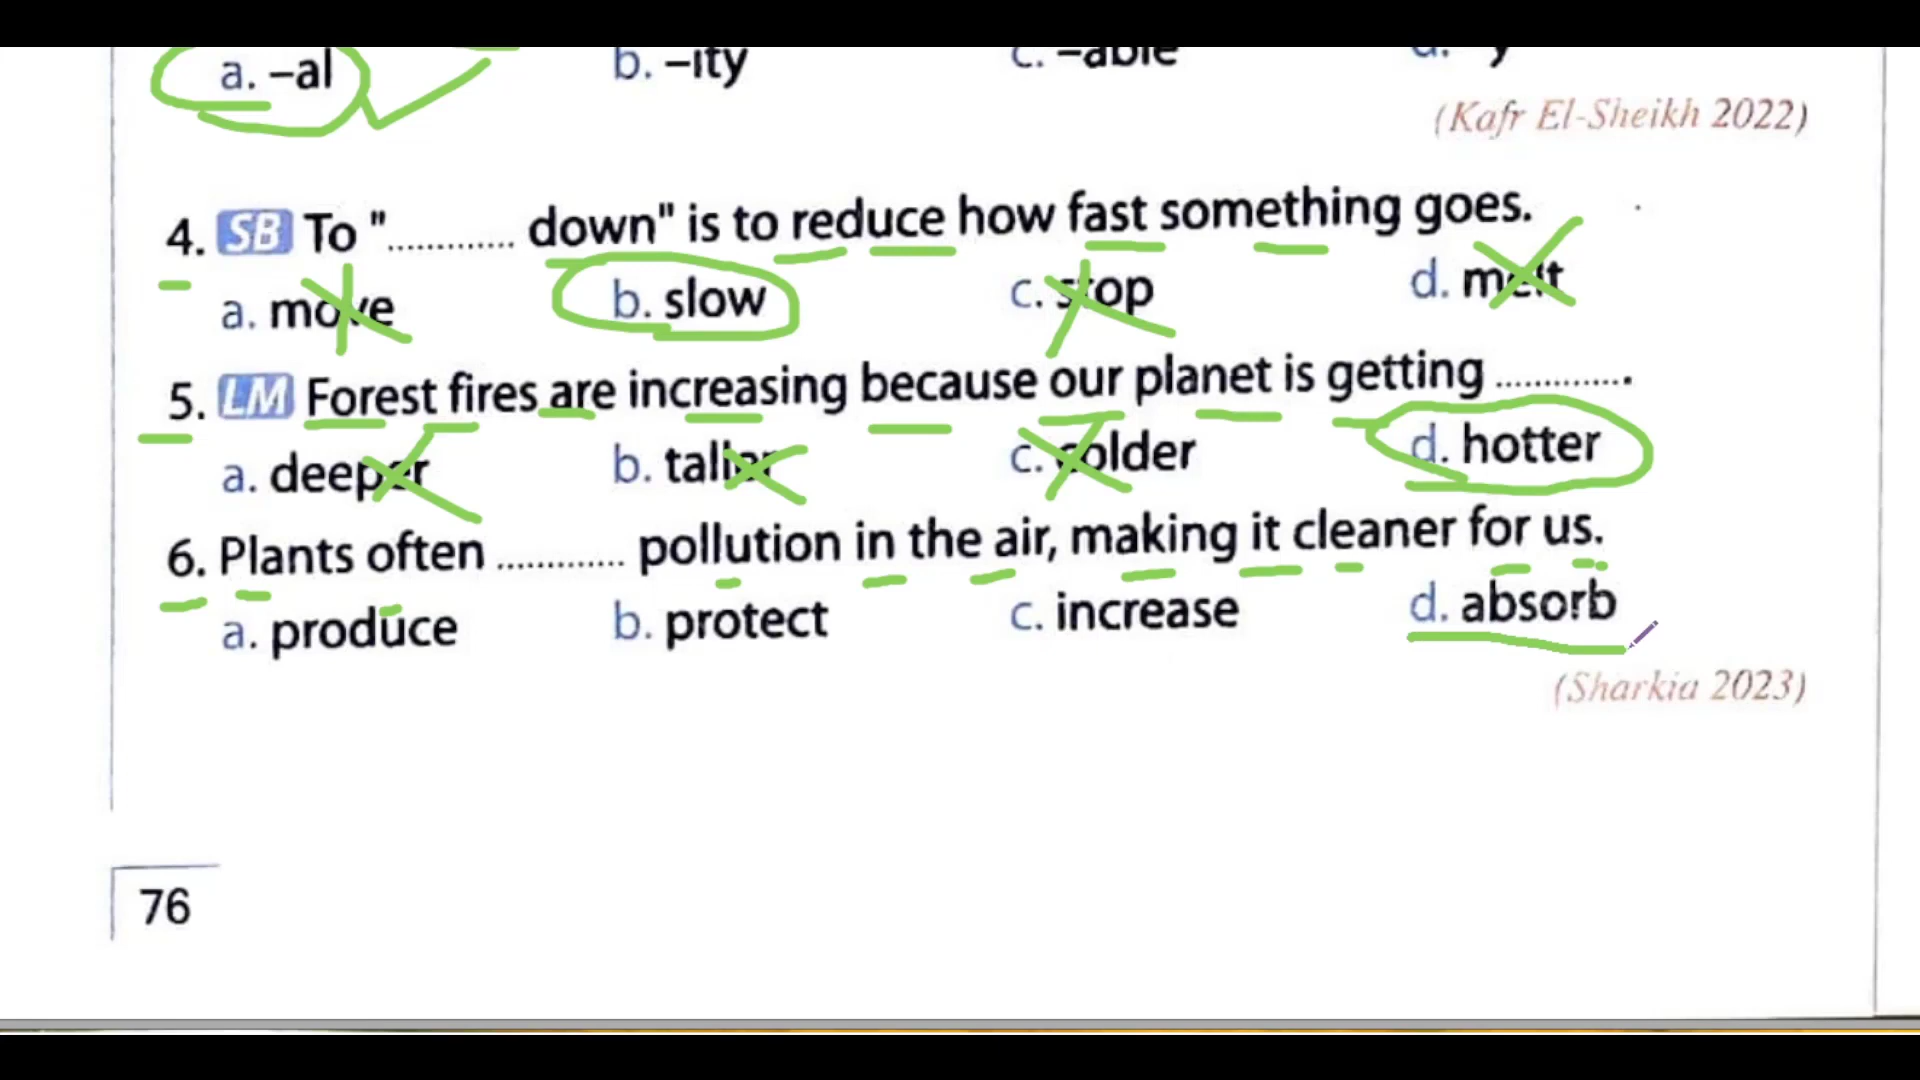 a. –al b. –ity c. –able d. –y
(Kafr El-Sheikh 2022)
4. SB To "............. down" is to reduce how fast something goes.
a. move b. slow c. stop d. melt
5. LM Forest fires are increasing because our planet is getting .............
a. deeper b. taller c. colder d. hotter
6. Plants often ............. pollution in the air, making it cleaner for us.
a. produce b. protect c. increase d. absorb
(Sharkia 2023)
76